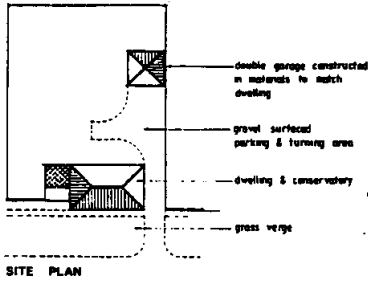 double garage constructed
in materials to match
dwelling
gravel surfaced
parking & turning area
dwelling & conservatory
grass verge
SITE PLAN